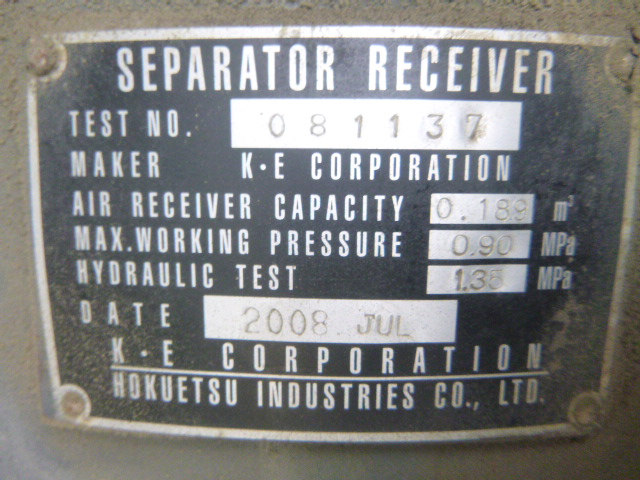 SEPARATOR RECEIVER
TEST NO. 081137
MAKER K·E CORPORATION
AIR RECEIVER CAPACITY 0.189 m³
MAX.WORKING PRESSURE 0.90 MPa
HYDRAULIC TEST 1.35 MPa
DATE 2008 JUL
K·E CORPORATION
HOKUETSU INDUSTRIES CO., LTD.